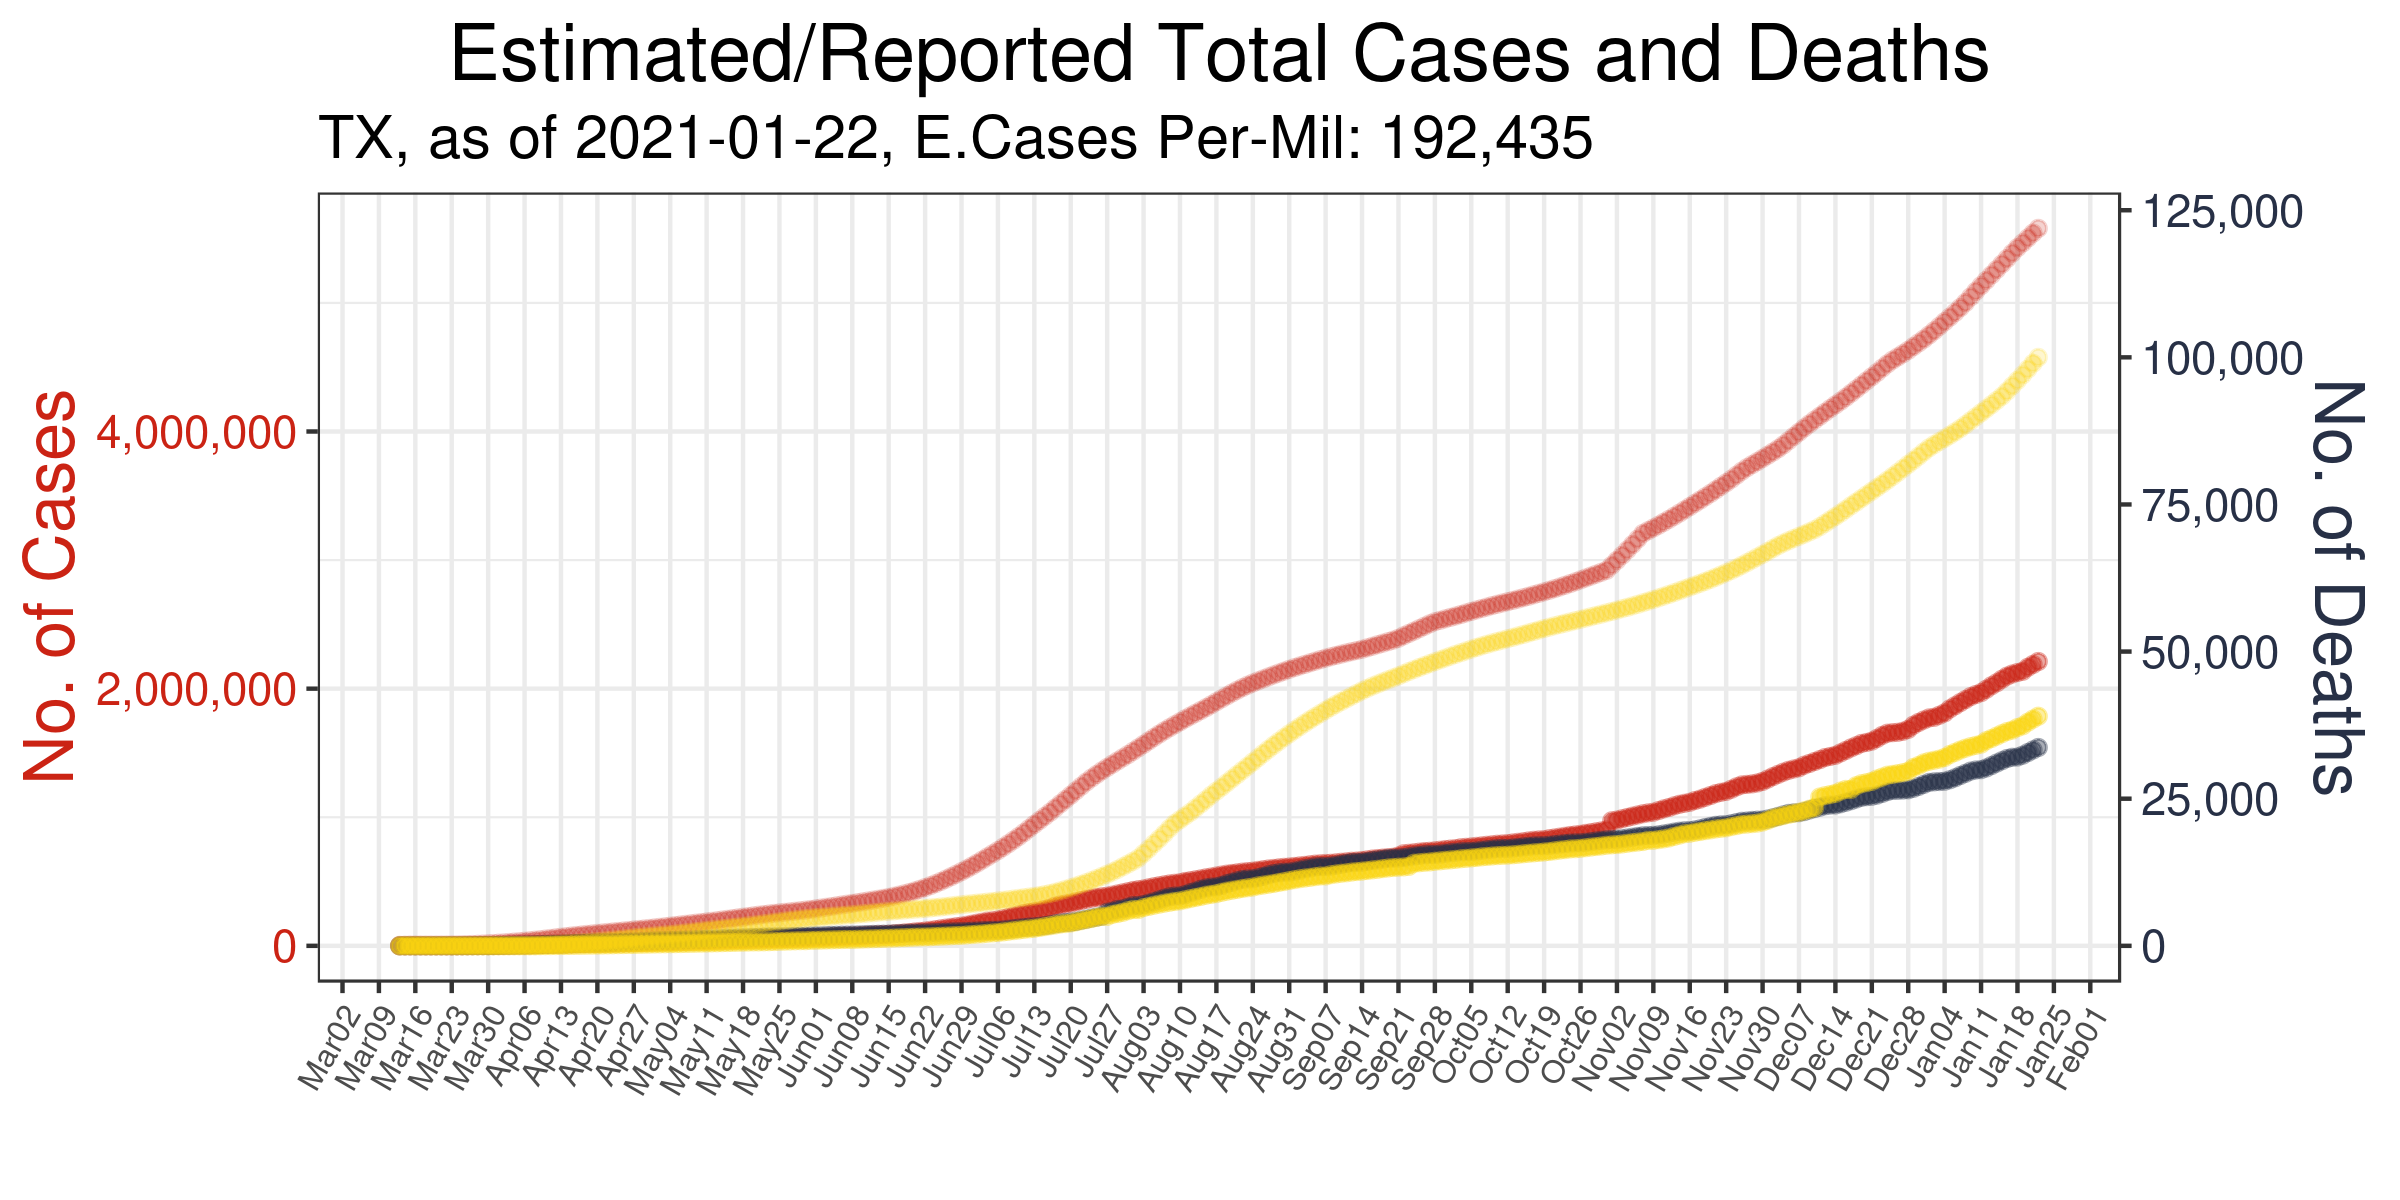 Estimated/Reported Total Cases and Deaths
TX, as of 2021-01-22, E.Cases Per-Mil: 192,435
No. of Cases
4,000,000
2,000,000
0
125,000
100,000
75,000
50,000
25,000
0
No. of Deaths
Mar02 Mar09 Mar16 Mar23 Mar30 Apr06 Apr13 Apr20 Apr27 May04 May11 May18 May25 Jun01 Jun08 Jun15 Jun22 Jun29 Jul06 Jul13 Jul20 Jul27 Aug03 Aug10 Aug17 Aug24 Aug31 Sep07 Sep14 Sep21 Sep28 Oct05 Oct12 Oct19 Oct26 Nov02 Nov09 Nov16 Nov23 Nov30 Dec07 Dec14 Dec21 Dec28 Jan04 Jan11 Jan18 Jan25 Feb01